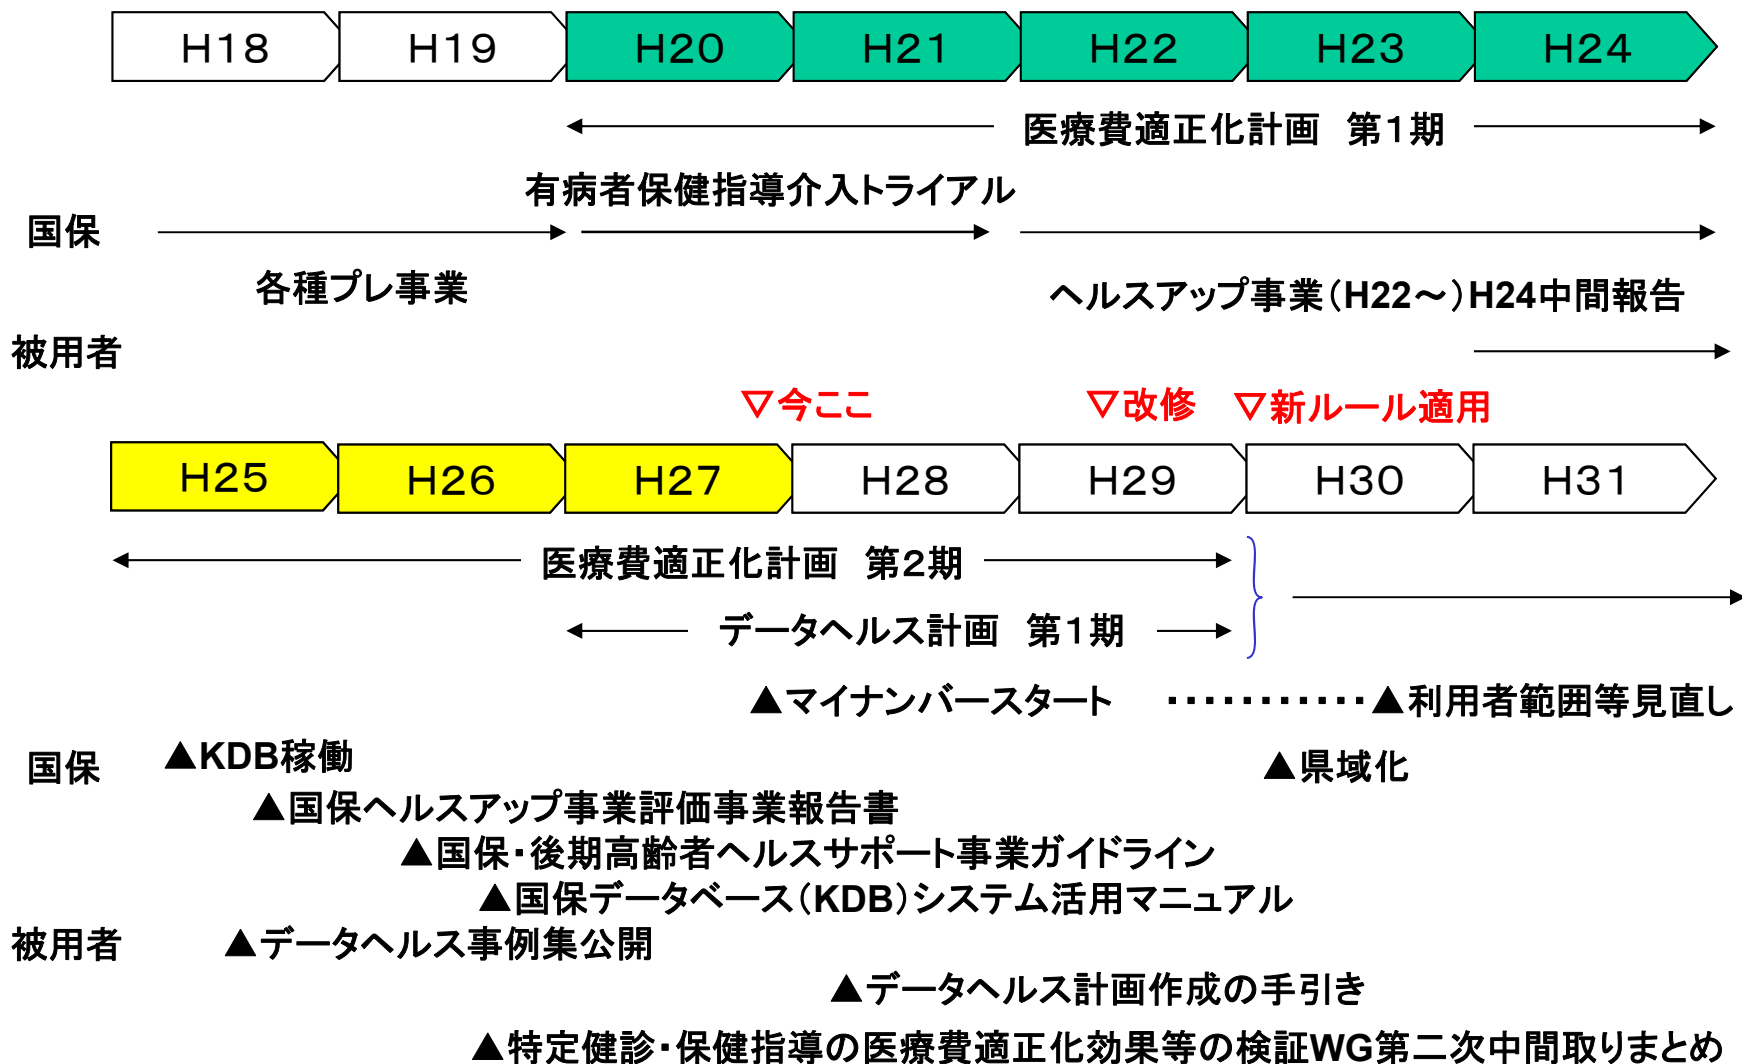 H18 H19 H20 H21 H22 H23 H24
医療費適正化計画 第1期
有病者保健指導介入トライアル
国保
各種プレ事業
ヘルスアップ事業(H22~)H24中間報告
被用者
▽今ここ ▽改修 ▽新ルール適用
H25 H26 H27 H28 H29 H30 H31
医療費適正化計画 第2期
データヘルス計画 第1期
▲マイナンバースタート ・・・・・・・・・・・▲利用者範囲等見直し
国保
▲KDB稼働 ▲県域化
▲国保ヘルスアップ事業評価事業報告書
▲国保・後期高齢者ヘルスサポート事業ガイドライン
▲国保データベース(KDB)システム活用マニュアル
被用者 ▲データヘルス事例集公開
▲データヘルス計画作成の手引き
▲特定健診・保健指導の医療費適正化効果等の検証WG第二次中間取りまとめ